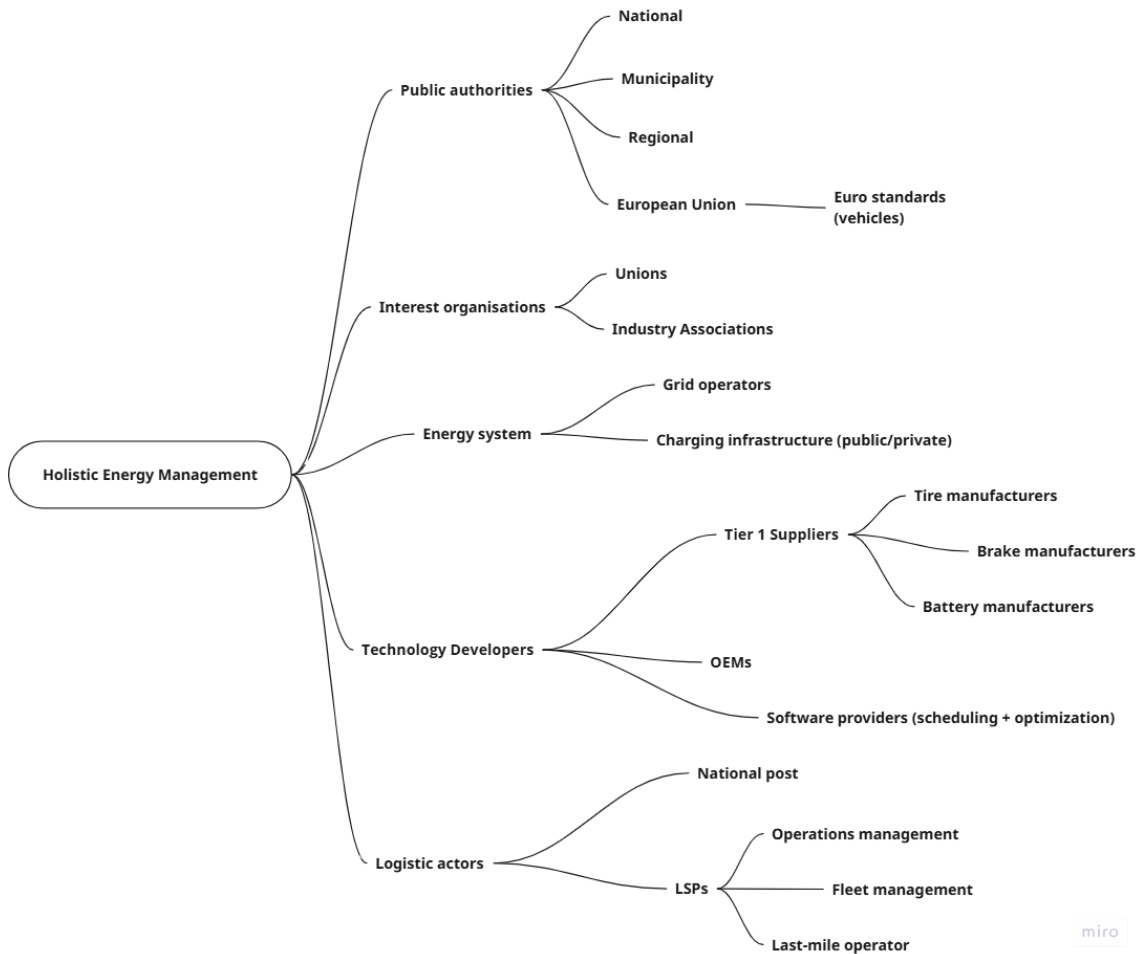 National
Public authorities
Municipality
Regional
European Union
Euro standards
(vehicles)
Interest organisations
Unions
Industry Associations
Energy system
Grid operators
Charging infrastructure (public/private)
Holistic Energy Management
Technology Developers
Tier 1 Suppliers
Tire manufacturers
Brake manufacturers
Battery manufacturers
OEMs
Software providers (scheduling + optimization)
Logistic actors
National post
LSPs
Operations management
Fleet management
Last-mile operator
miro